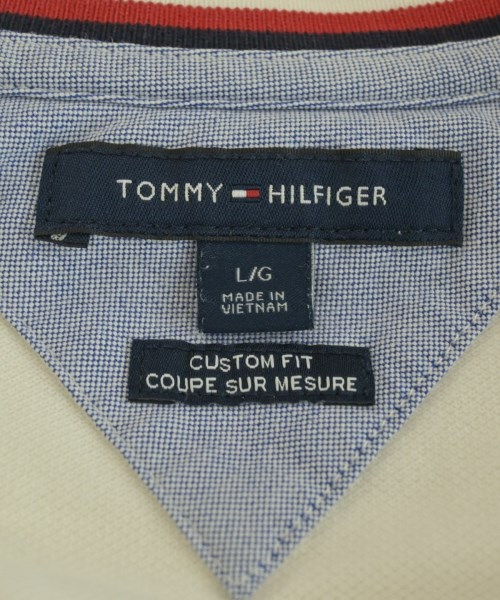 TOMMY HILFIGER
L/G
MADE IN
VIETNAM
CUSTOM FIT
COUPE SUR MESURE